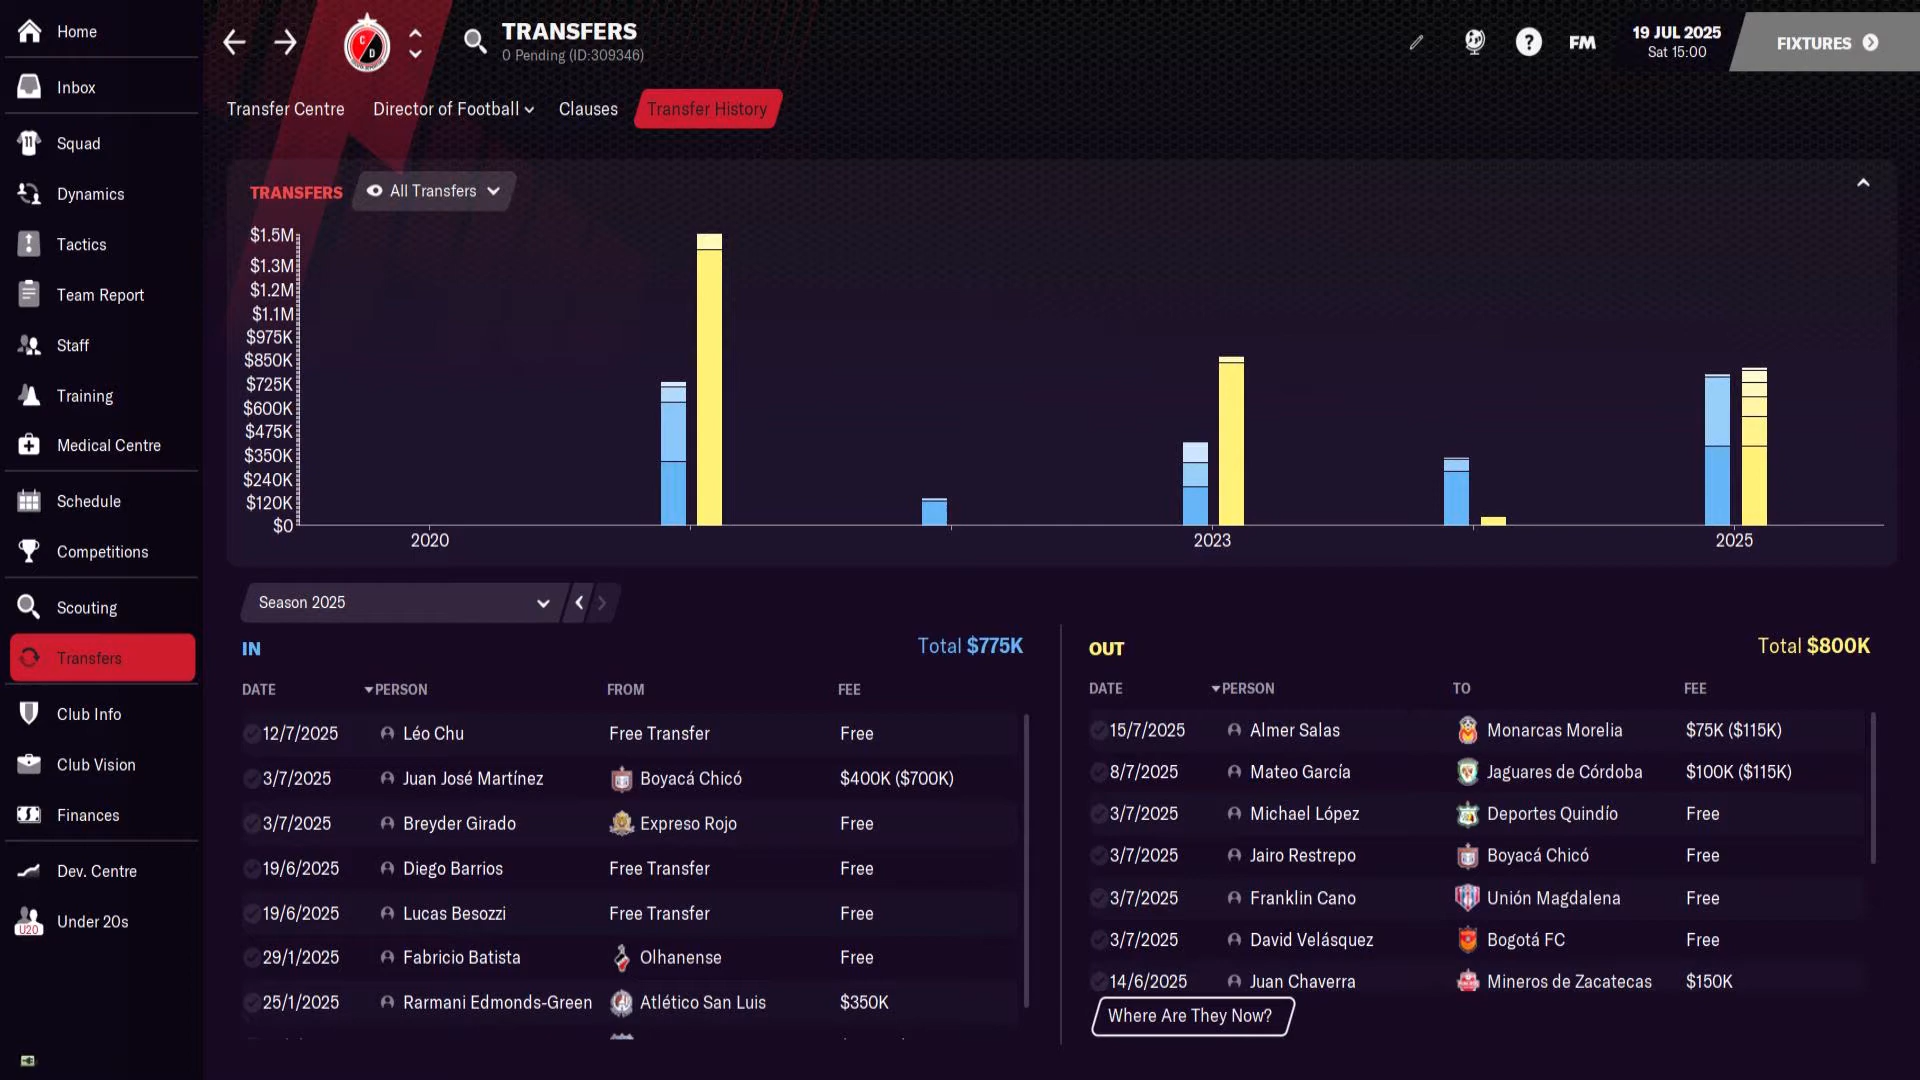 Home
Inbox
Squad
Dynamics
Tactics
Team Report
Staff
Training
Medical Centre
Schedule
Competitions
Scouting
Transfers
Club Info
Club Vision
Finances
Dev. Centre
U20
Under 20s
TRANSFERS
0 Pending (ID:309346)
FM
19 JUL 2025
Sat 15:00
FIXTURES
Transfer Centre
Director of Football
Clauses
Transfer History
TRANSFERS
All Transfers
$1.5M
$1.3M
$1.2M
$1.1M
$975K
$850K
$725K
$600K
$475K
$350K
$240K
$120K
$0
2020 2023 2025
Season 2025
IN Total $775K
DATE PERSON FROM FEE
12/7/2025 Léo Chu Free Transfer Free
3/7/2025 Juan José Martínez Boyacá Chicó $400K ($700K)
3/7/2025 Breyder Girado Expreso Rojo Free
19/6/2025 Diego Barrios Free Transfer Free
19/6/2025 Lucas Besozzi Free Transfer Free
29/1/2025 Fabricio Batista Olhanense Free
25/1/2025 Rarmani Edmonds-Green Atlético San Luis $350K
OUT Total $800K
DATE PERSON TO FEE
15/7/2025 Almer Salas Monarcas Morelia $75K ($115K)
8/7/2025 Mateo García Jaguares de Córdoba $100K ($115K)
3/7/2025 Michael López Deportes Quindío Free
3/7/2025 Jairo Restrepo Boyacá Chicó Free
3/7/2025 Franklin Cano Unión Magdalena Free
3/7/2025 David Velásquez Bogotá FC Free
14/6/2025 Juan Chaverra Mineros de Zacatecas $150K
Where Are They Now?